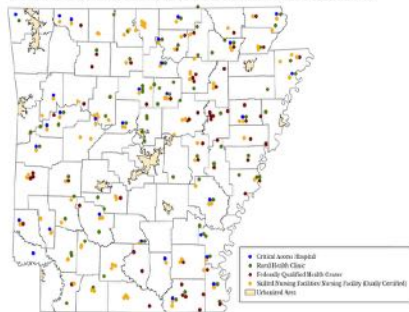 Critical Access Hospital
Rural Health Clinic
Federally Qualified Health Center
Skilled Nursing Facilities/Nursing Facility (Dually Certified)
Urbanized Area